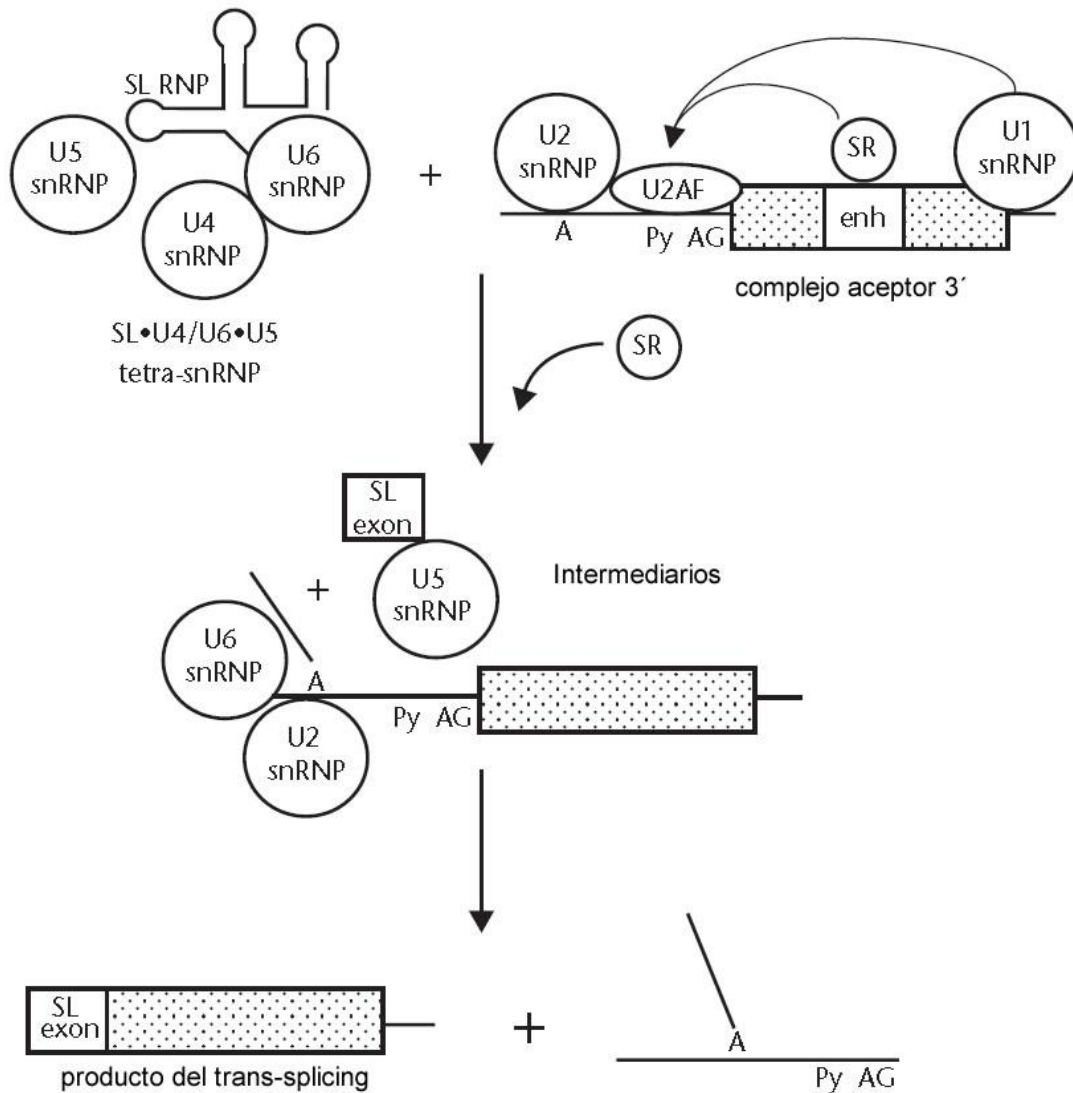 SL RNP
U5
snRNP
U6
snRNP
U4
snRNP
SL•U4/U6•U5
tetra-snRNP
+
U2
snRNP
U2AF
SR
U1
snRNP
enh
A
Py AG
complejo aceptor 3´
SR
SL
exon
+
U5
snRNP
Intermediarios
U6
snRNP
A
Py AG
U2
snRNP
SL
exon
producto del trans-splicing
+
A
Py AG